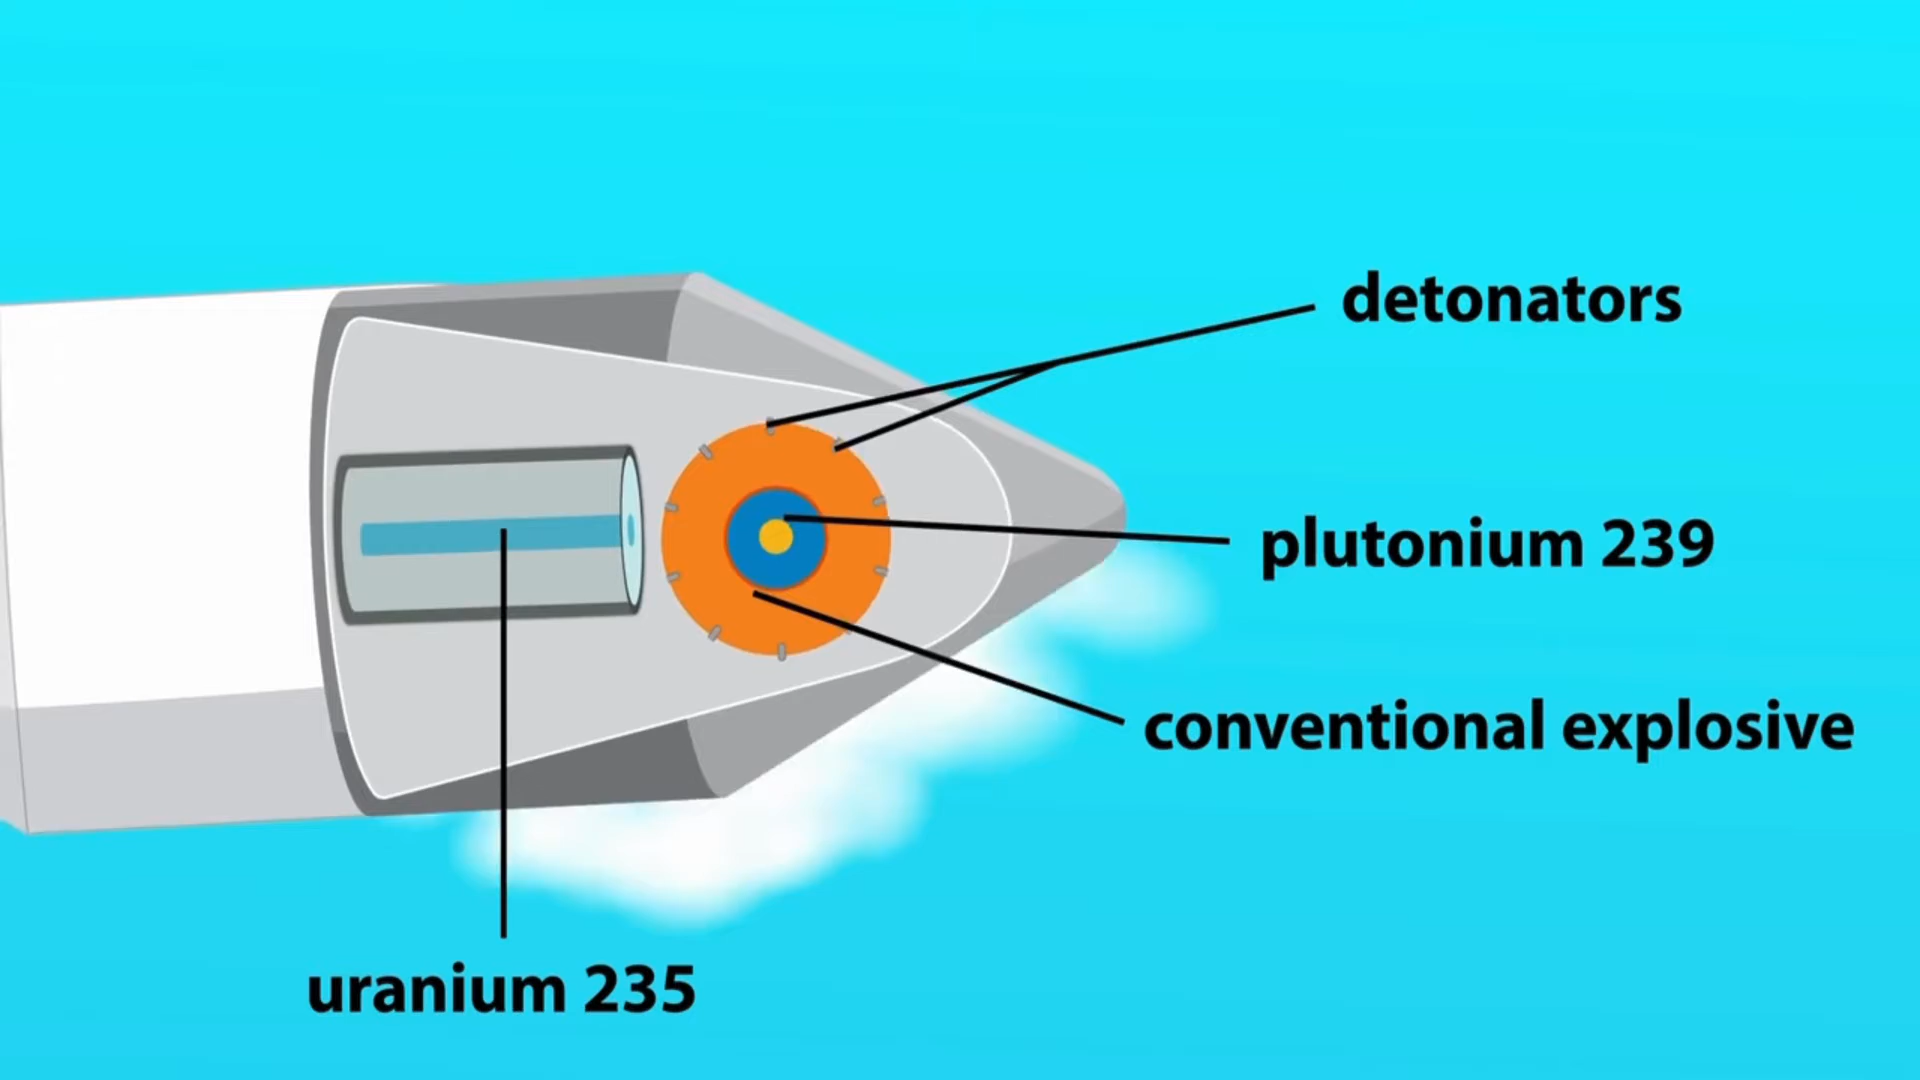 detonators
plutonium 239
conventional explosive
uranium 235